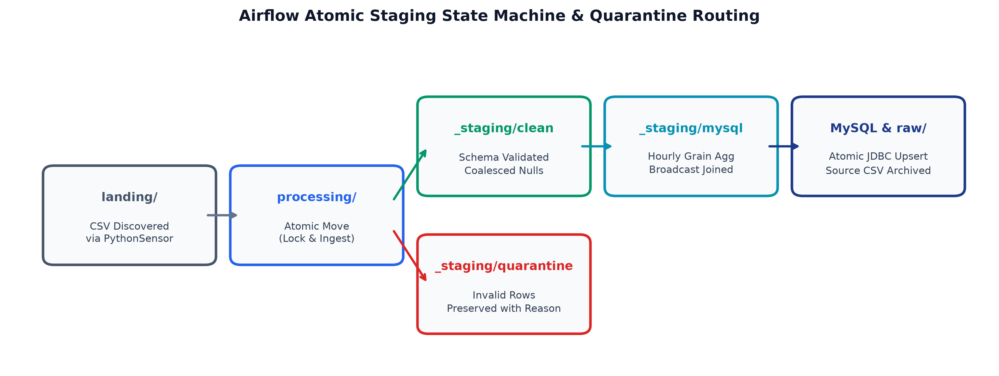 Airflow Atomic Staging State Machine & Quarantine Routing
landing/
CSV Discovered
via PythonSensor
processing/
Atomic Move
(Lock & Ingest)
_staging/clean
Schema Validated
Coalesced Nulls
_staging/mysql
Hourly Grain Agg
Broadcast Joined
MySQL & raw/
Atomic JDBC Upsert
Source CSV Archived
_staging/quarantine
Invalid Rows
Preserved with Reason